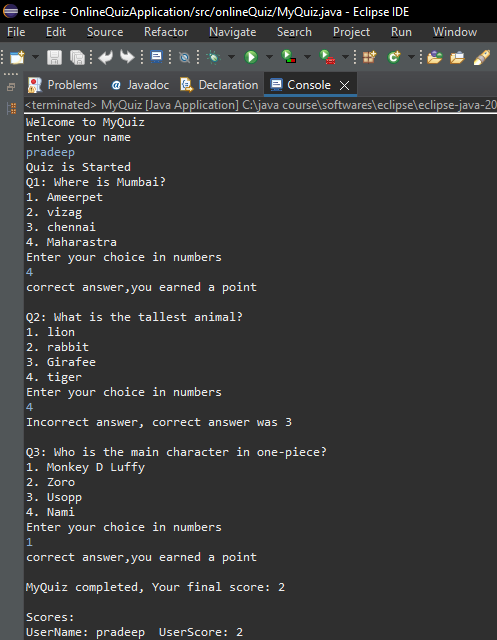 eclipse - OnlineQuizApplication/src/onlineQuiz/MyQuiz.java - Eclipse IDE
File Edit Source Refactor Navigate Search Project Run Window
Problems @ Javadoc Declaration Console
<terminated> MyQuiz [Java Application] C:\java course\softwares\eclipse\eclipse-java-20
Welcome to MyQuiz
Enter your name
pradeep
Quiz is Started
Q1: Where is Mumbai?
1. Ameerpet
2. vizag
3. chennai
4. Maharastra
Enter your choice in numbers
4
correct answer,you earned a point
Q2: What is the tallest animal?
1. lion
2. rabbit
3. Girafee
4. tiger
Enter your choice in numbers
4
Incorrect answer, correct answer was 3
Q3: Who is the main character in one-piece?
1. Monkey D Luffy
2. Zoro
3. Usopp
4. Nami
Enter your choice in numbers
1
correct answer,you earned a point
MyQuiz completed, Your final score: 2
Scores:
UserName: pradeep  UserScore: 2